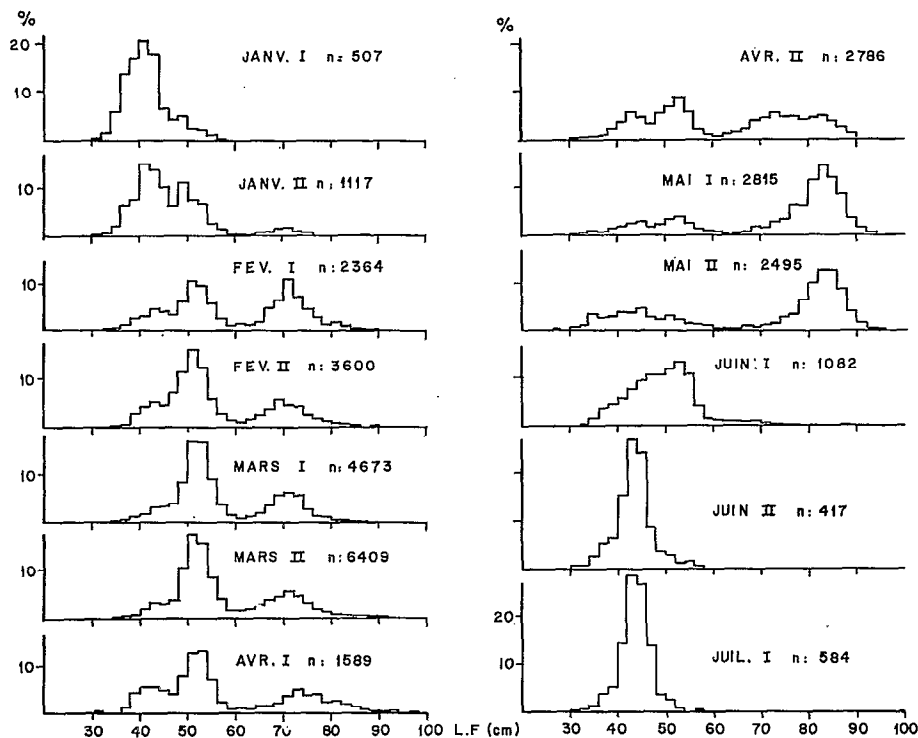 %
20
10
JANV. I n= 507
10
JANV. II n: 1117
10
FEV. I n: 2364
10
FEV. II n: 3600
10
MARS I n: 4673
10
MARS II n: 6409
10
AVR. I n: 1589
30 40 50 60 70 80 90 100 L.F (cm)
%
AVR. II n: 2786
MAI I n: 2815
MAI II n: 2495
JUIN I n: 1082
JUIN II n: 417
20
10
JUIL. I n: 584
30 40 50 60 70 80 90 100